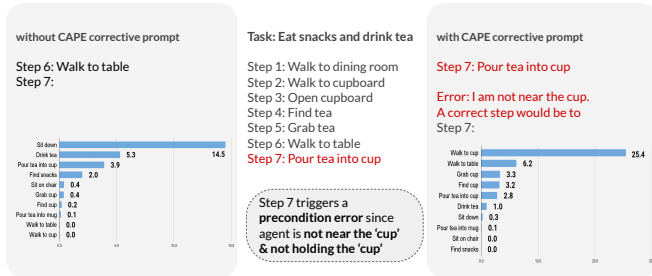 without CAPE corrective prompt
Step 6: Walk to table
Step 7:
Sit down 14.5
Drink tea 5.3
Pour tea into cup 3.9
Find snacks 2.0
Sit on chair 0.4
Grab cup 0.4
Find cup 0.2
Pour tea into mug 0.1
Walk to table 0.0
Walk to cup 0.0
Task: Eat snacks and drink tea
Step 1: Walk to dining room
Step 2: Walk to cupboard
Step 3: Open cupboard
Step 4: Find tea
Step 5: Grab tea
Step 6: Walk to table
Step 7: Pour tea into cup
Step 7 triggers a
precondition error since
agent is not near the ‘cup’
& not holding the ‘cup’
with CAPE corrective prompt
Step 7: Pour tea into cup
Error: I am not near the cup.
A correct step would be to
Step 7:
Walk to cup 25.4
Walk to table 6.2
Grab cup 3.3
Find cup 3.2
Pour tea into cup 2.8
Drink tea 1.0
Sit down 0.3
Pour tea into mug 0.1
Sit on chair 0.0
Find snacks 0.0